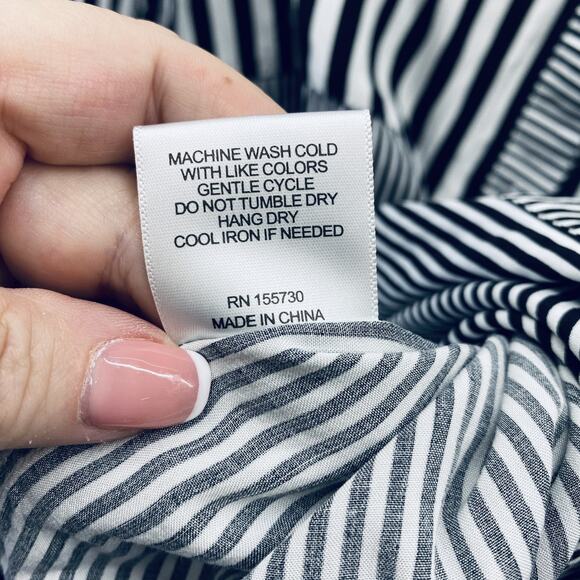 MACHINE WASH COLD
WITH LIKE COLORS
GENTLE CYCLE
DO NOT TUMBLE DRY
HANG DRY
COOL IRON IF NEEDED
RN 155730
MADE IN CHINA